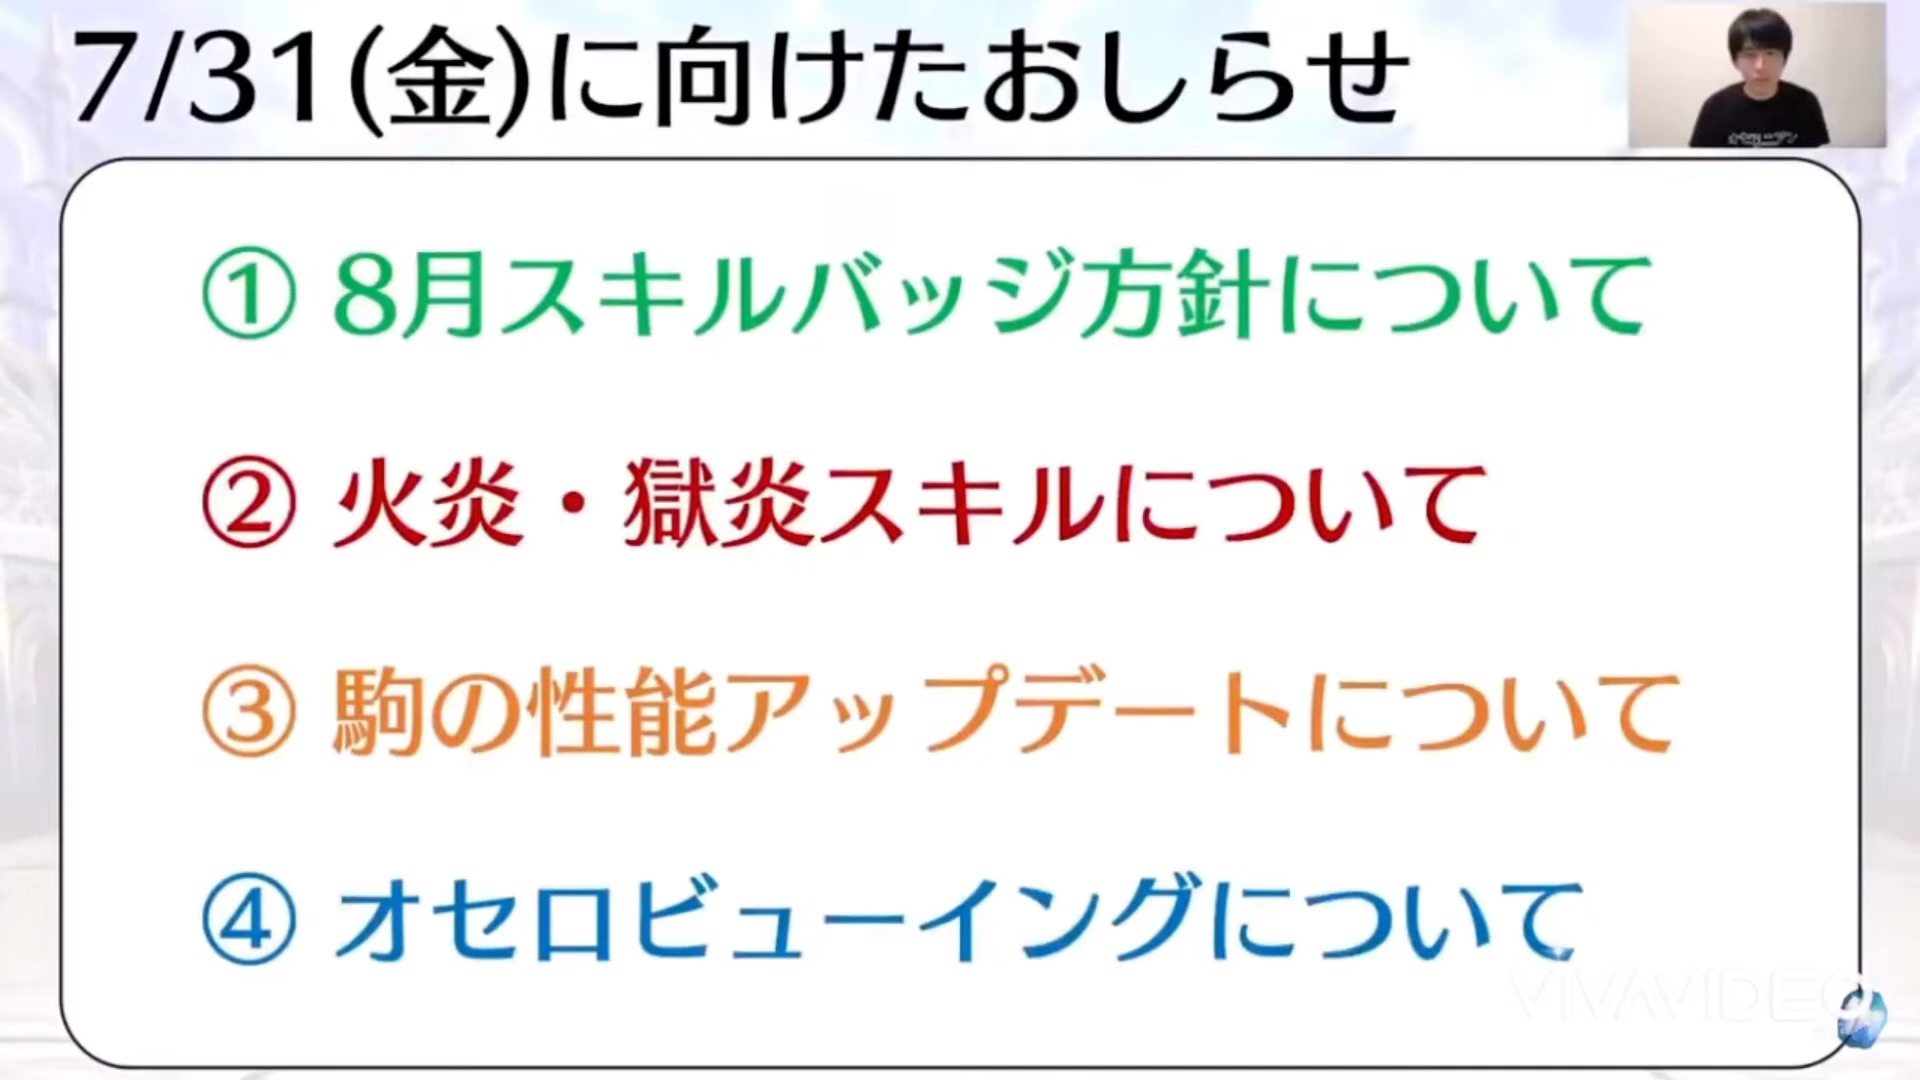 7/31(金)に向けたおしらせ
① 8月スキルバッジ方針について
② 火炎・獄炎スキルについて
③ 駒の性能アップデートについて
④ オセロビューイングについて
VIVAVIDEO